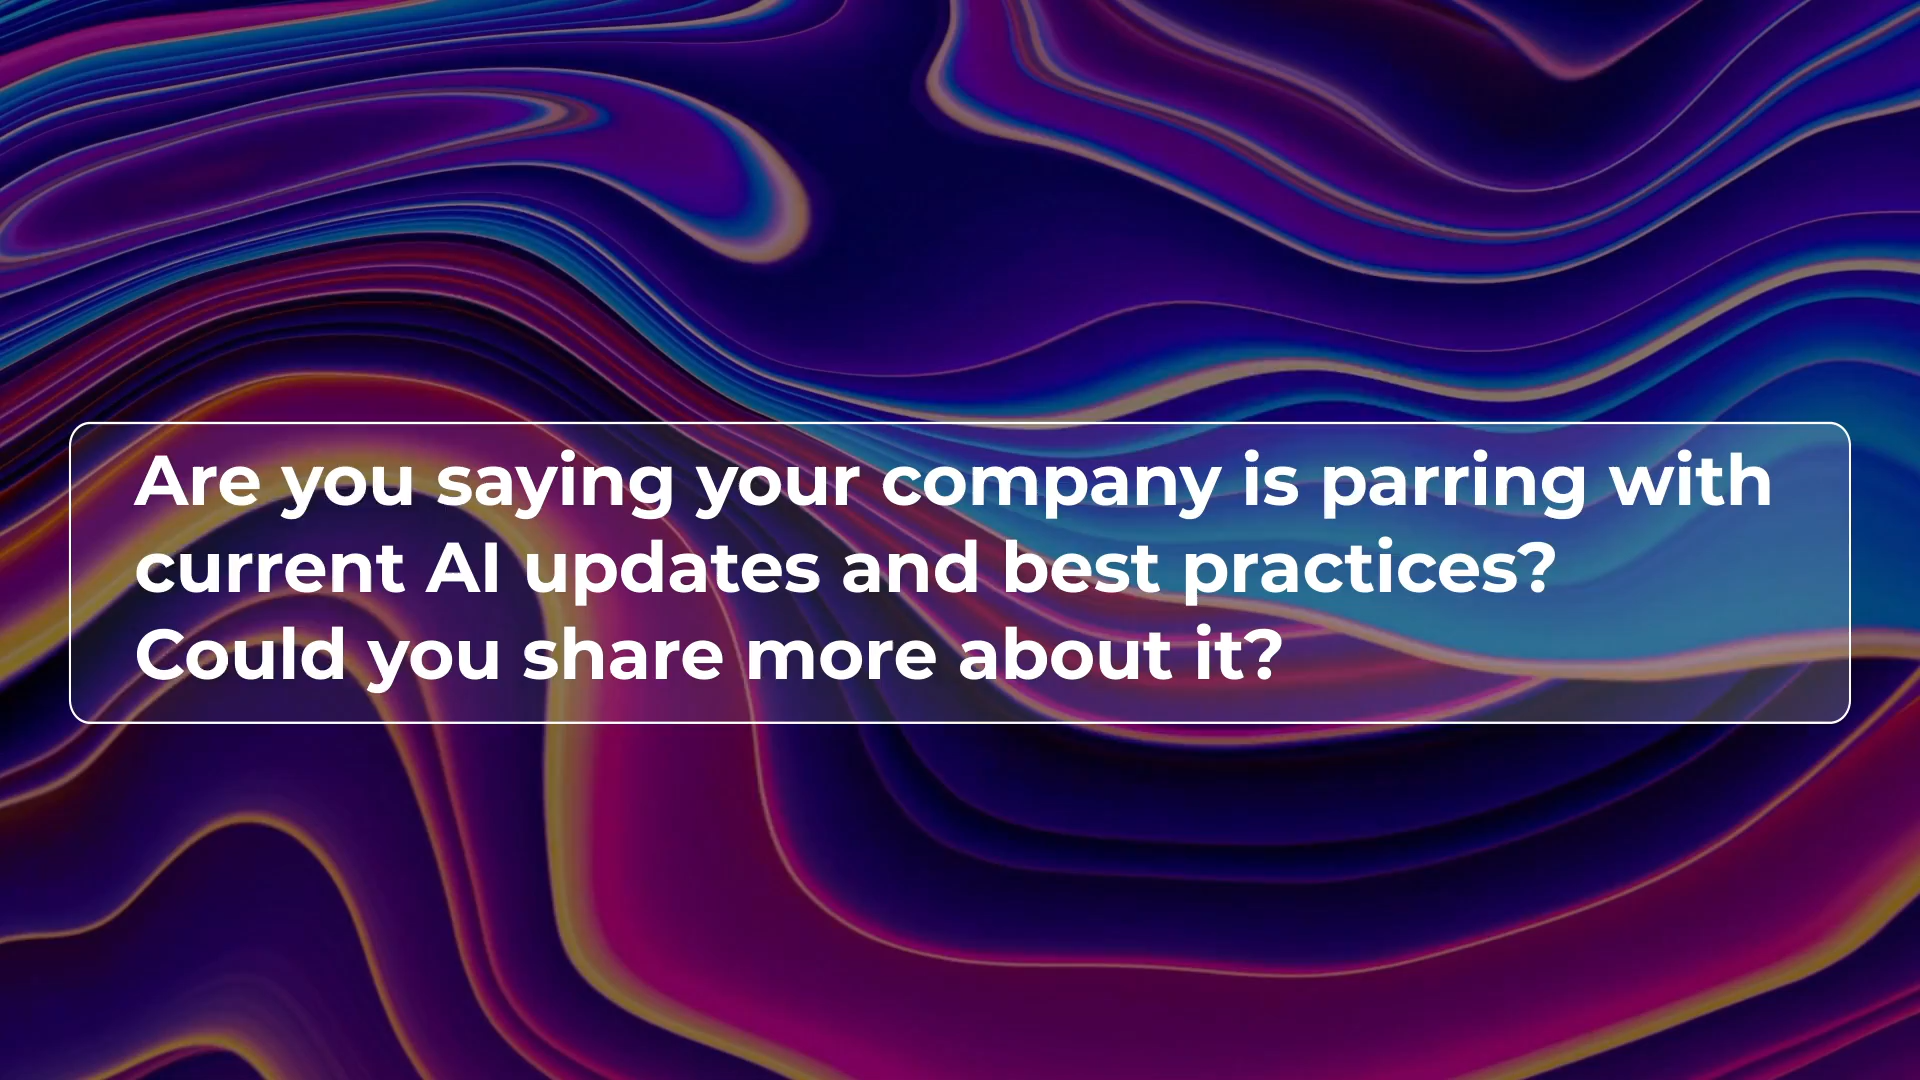 Are you saying your company is parring with
current AI updates and best practices?
Could you share more about it?